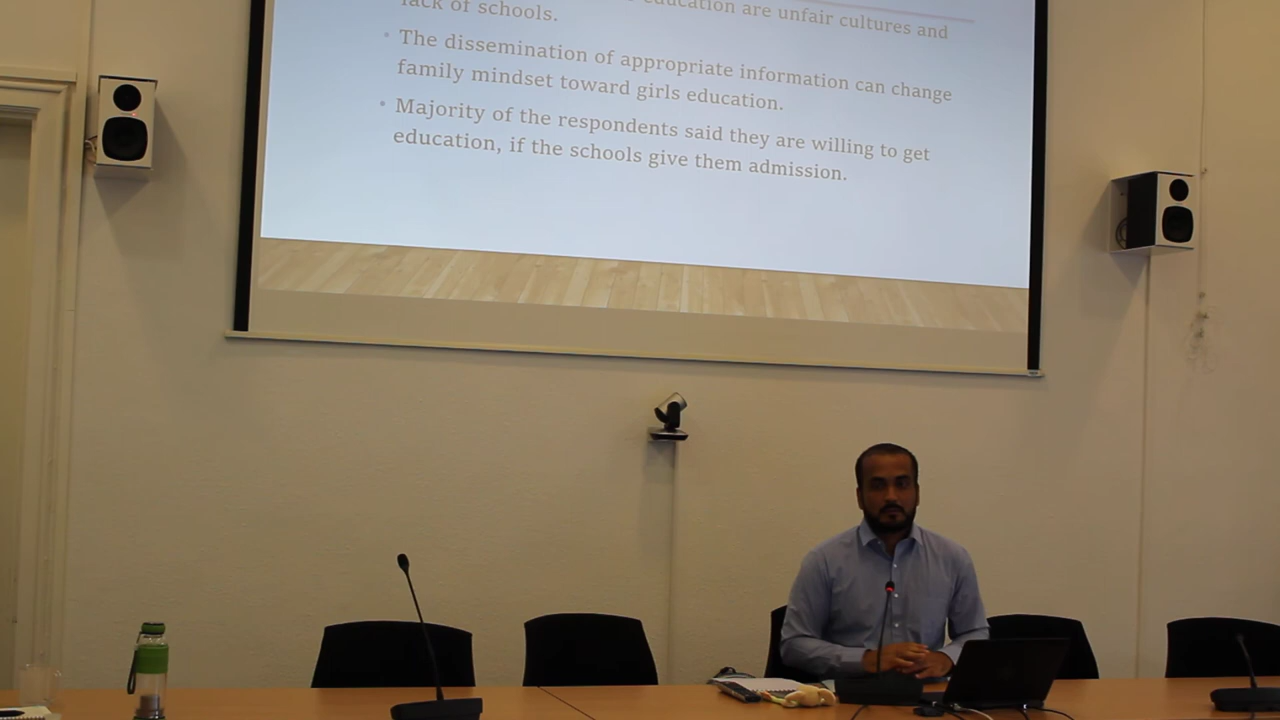 education are unfair cultures and
lack of schools.
• The dissemination of appropriate information can change
family mindset toward girls education.
• Majority of the respondents said they are willing to get
education, if the schools give them admission.